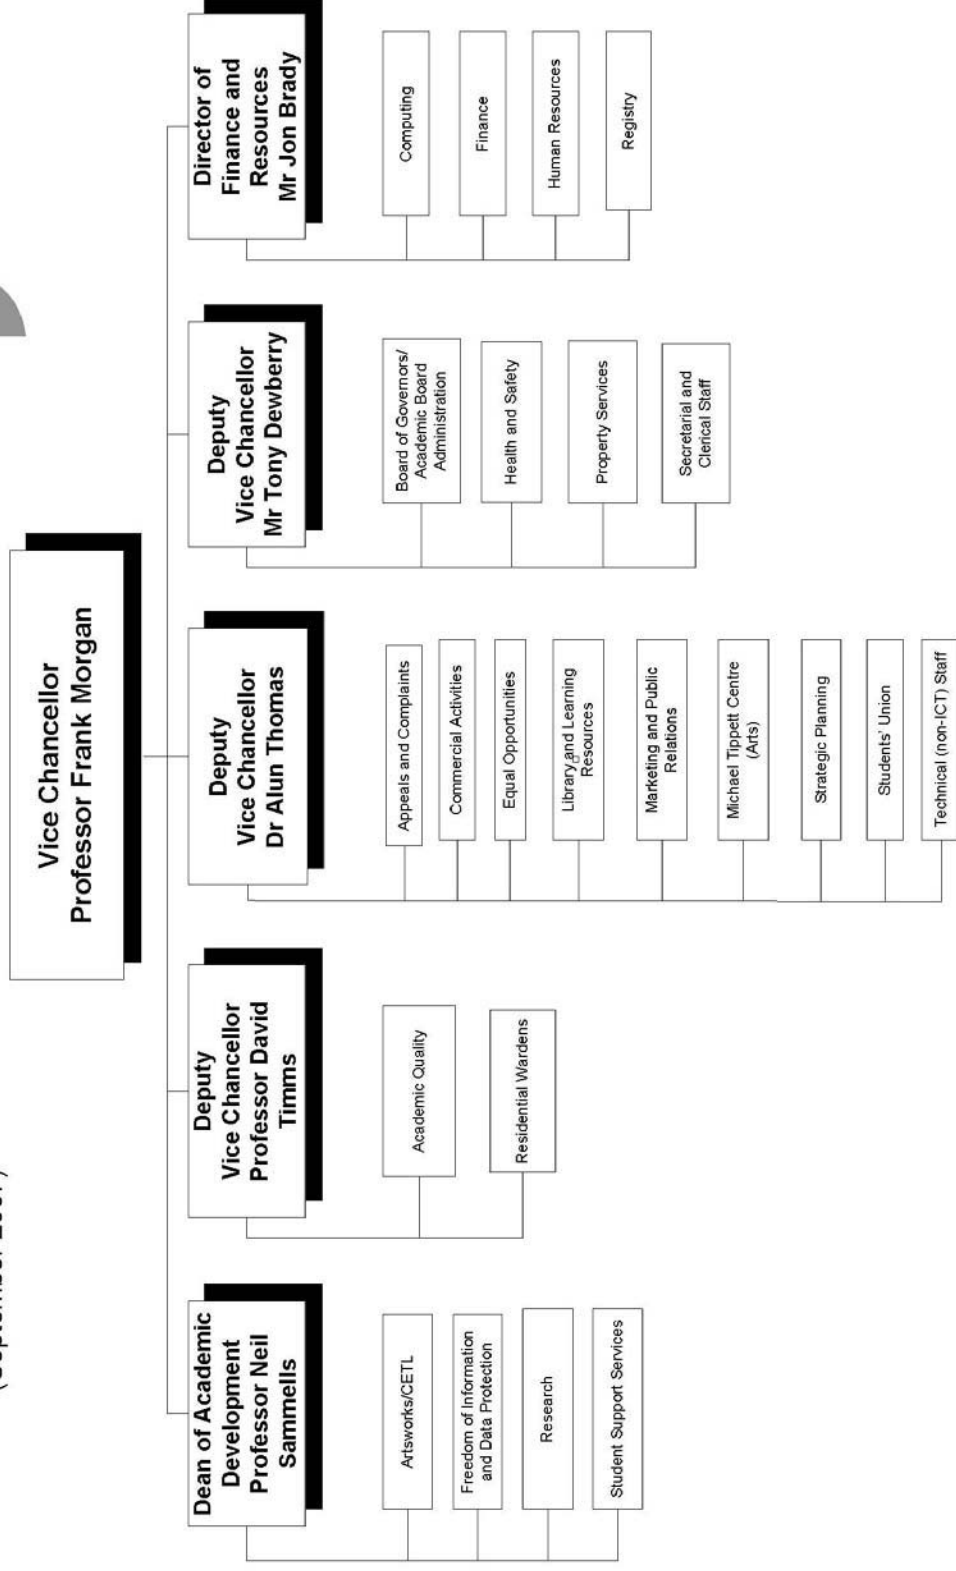 Vice Chancellor
Professor Frank Morgan
Dean of Academic
Development
Professor Neil
Sammells
Artsworks/CETL
Freedom of Information
and Data Protection
Research
Student Support Services
Deputy
Vice Chancellor
Professor David
Timms
Academic Quality
Residential Wardens
Deputy
Vice Chancellor
Dr Alun Thomas
Appeals and Complaints
Commercial Activities
Equal Opportunities
Library and Learning
Resources
Marketing and Public
Relations
Michael Tippett Centre
(Arts)
Strategic Planning
Students' Union
Technical (non-ICT) Staff
Deputy
Vice Chancellor
Mr Tony Dewberry
Board of Governors/
Academic Board
Administration
Health and Safety
Property Services
Secretarial and
Clerical Staff
Director of
Finance and
Resources
Mr Jon Brady
Computing
Finance
Human Resources
Registry